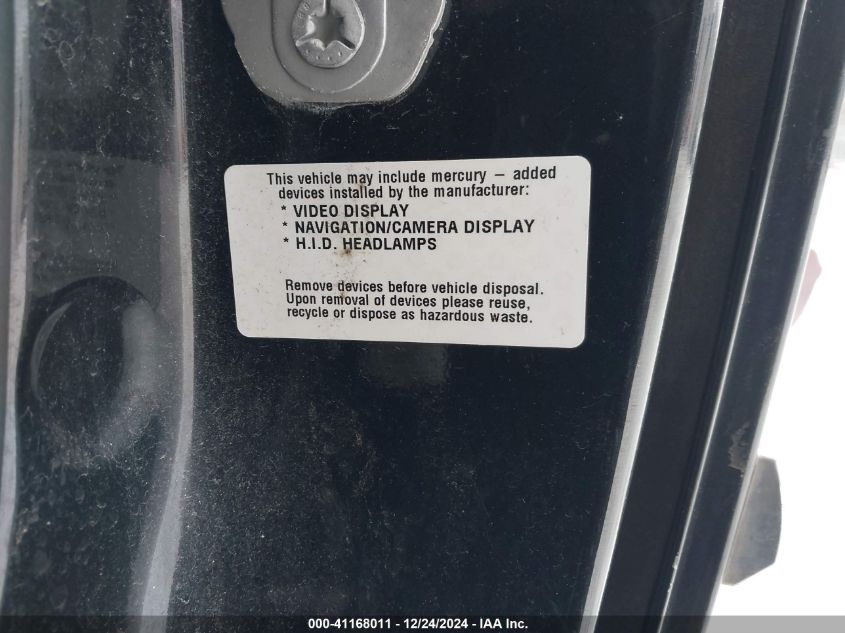 This vehicle may include mercury – added
devices installed by the manufacturer:
* VIDEO DISPLAY
* NAVIGATION/CAMERA DISPLAY
* H.I.D. HEADLAMPS
Remove devices before vehicle disposal.
Upon removal of devices please reuse,
recycle or dispose as hazardous waste.
000-41168011 - 12/24/2024 - IAA Inc.